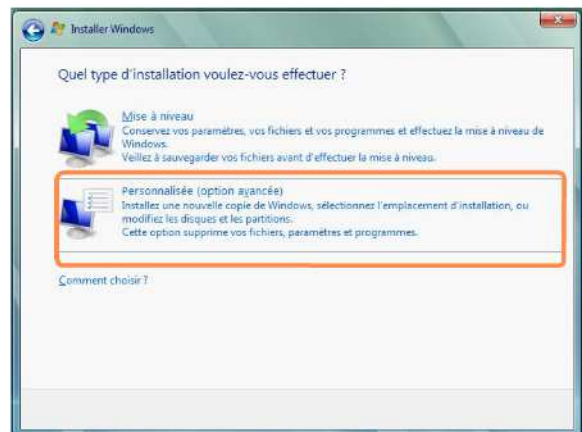 Installer Windows
Quel type d'installation voulez-vous effectuer ?
Mise à niveau
Conservez vos paramètres, vos fichiers et vos programmes et effectuez la mise à niveau de
Windows.
Veillez à sauvegarder vos fichiers avant d'effectuer la mise à niveau.
Personnalisée (option avancée)
Installez une nouvelle copie de Windows, sélectionnez l'emplacement d'installation, ou
modifiez les disques et les partitions.
Cette option supprime vos fichiers, paramètres et programmes.
Comment choisir ?